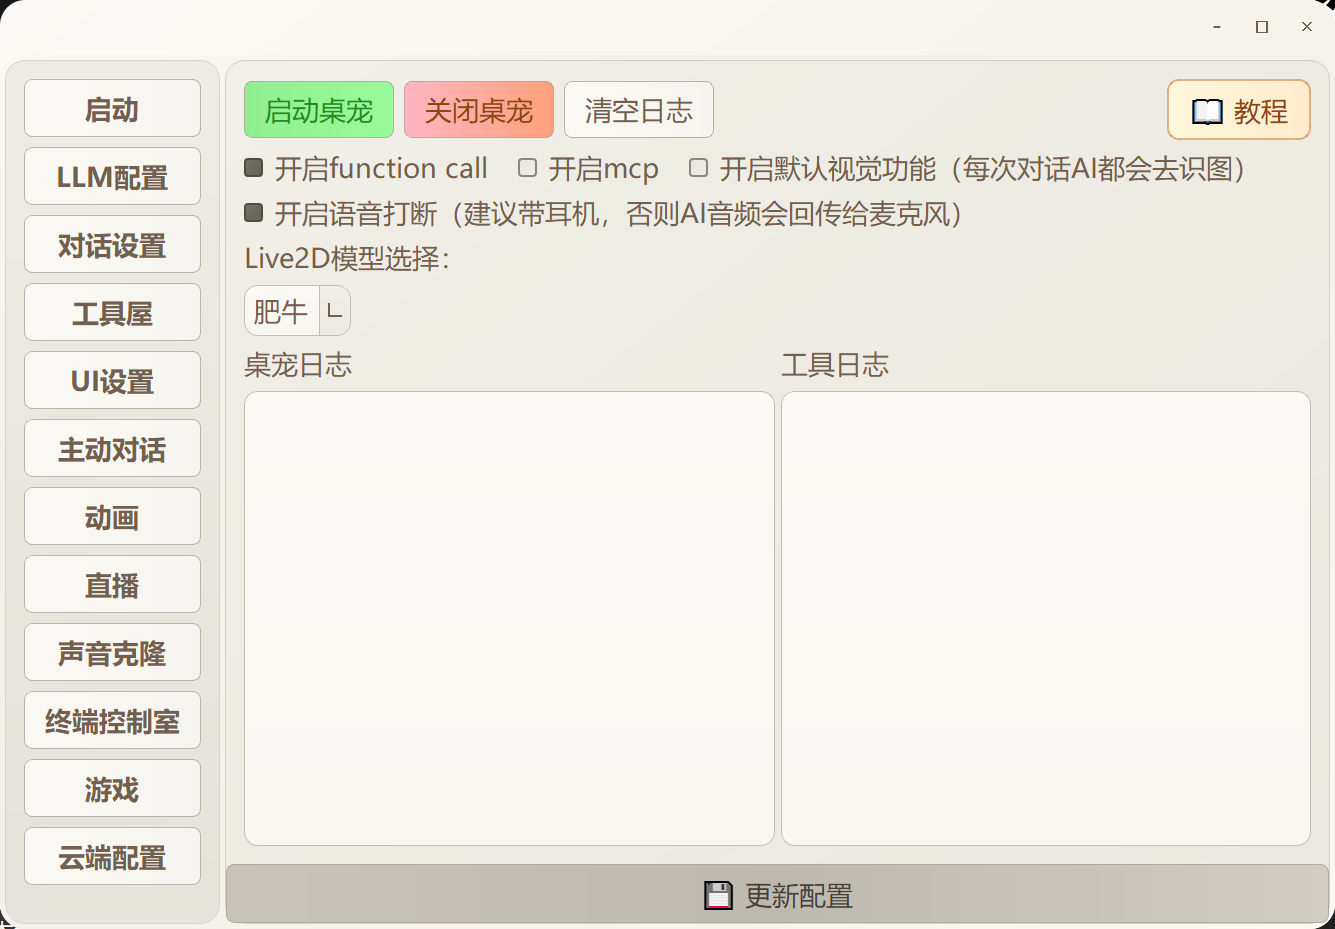 启动
LLM配置
对话设置
工具屋
UI设置
主动对话
动画
直播
声音克隆
终端控制室
游戏
云端配置
启动桌宠 关闭桌宠 清空日志 教程
开启function call 开启mcp 开启默认视觉功能（每次对话AI都会去识图）
开启语音打断（建议带耳机，否则AI音频会回传给麦克风）
Live2D模型选择：
肥牛
桌宠日志 工具日志
更新配置